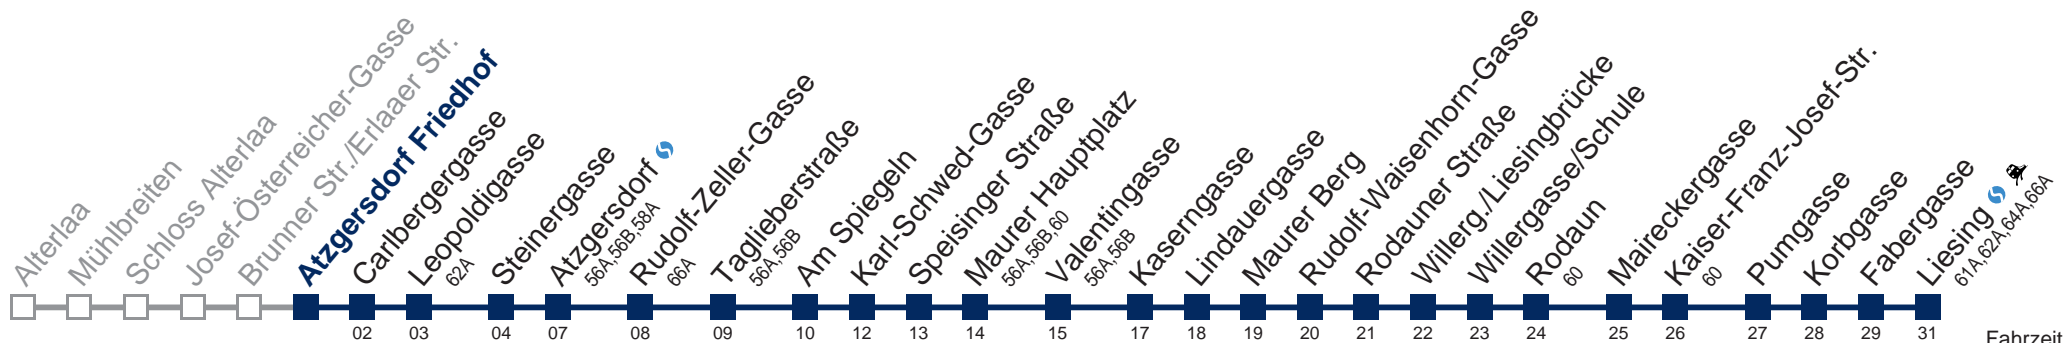 Alterlaa
Mühlbreiten
Schloss Alterlaa
Josef-Österreicher-Gasse
Brunner Str./Erlaaer Str.
Atzgersdorf Friedhof
Carlbergergasse
Leopoldigasse
62A
Steinergasse
Atzgersdorf
56A,56B,58A
Rudolf-Zeller-Gasse
66A
Taglieberstraße
56A,56B
Am Spiegeln
Karl-Schwed-Gasse
Speisinger Straße
Maurer Hauptplatz
56A,56B,60
Valentingasse
56A,56B
Kaserngasse
Lindauergasse
Maurer Berg
Rudolf-Waisenhorn-Gasse
Rodauner Straße
Willerg./Liesingbrücke
Willergasse/Schule
Rodaun
60
Maireckergasse
Kaiser-Franz-Josef-Str.
60
Pumgasse
Korbgasse
Fabergasse
Liesing
61A,62A,64A,66A
02 03 04 07 08 09 10 12 13 14 15 17 18 19 20 21 22 23 24 25 26 27 28 29 31
Fahrzeit